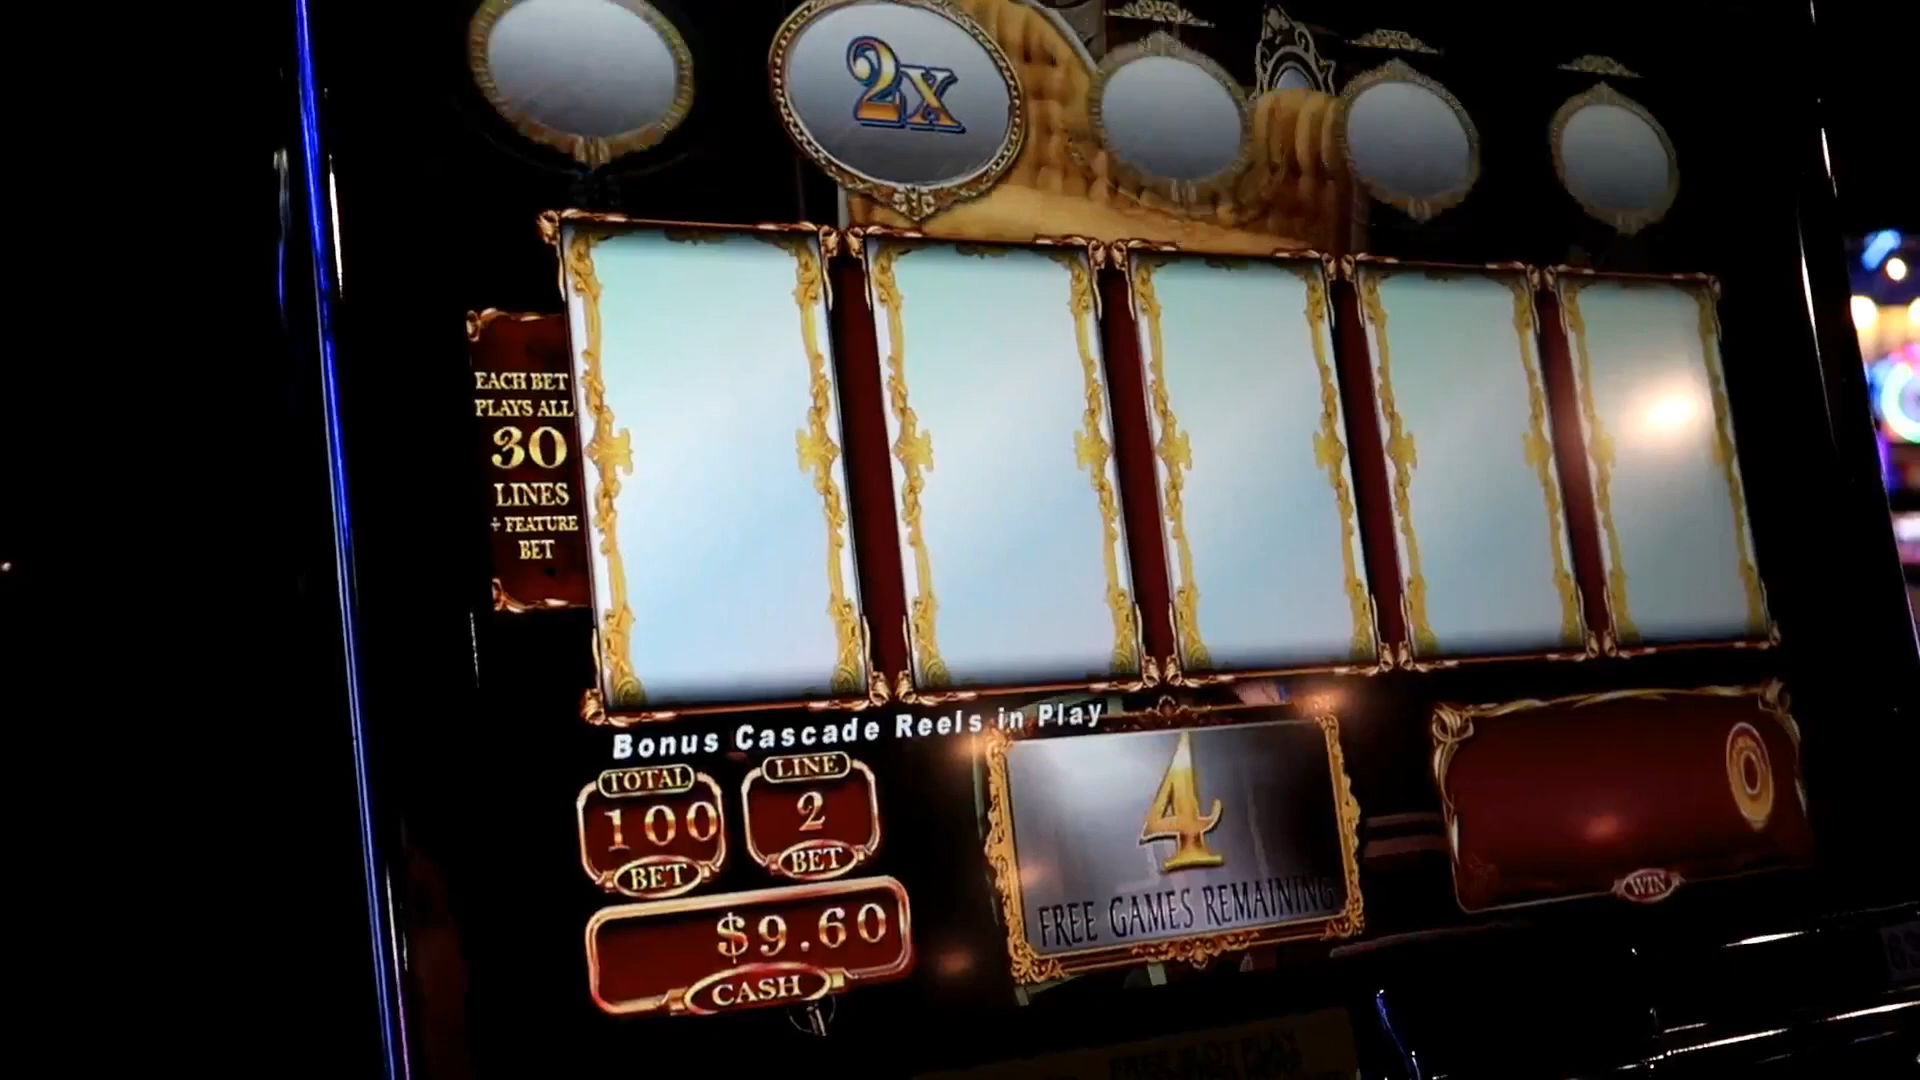 2x
EACH BET
PLAYS ALL
30
LINES
+ FEATURE
BET
Bonus Cascade Reels in Play
TOTAL
100
BET
LINE
2
BET
$9.60
CASH
4
FREE GAMES REMAINING
0
WIN